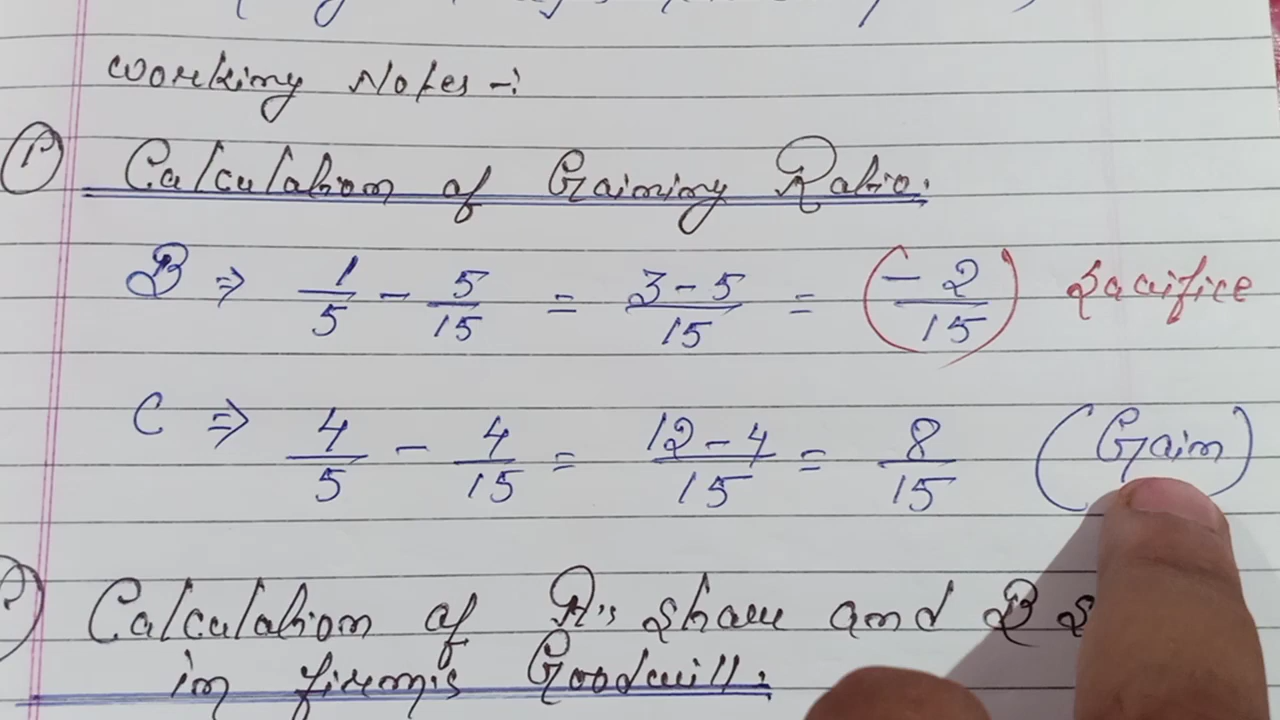 Working Notes -:
(1) Calculation of Gaining Ratio.
B ⇒ 1/5 - 5/15 = 3-5/15 = (-2/15) Sacrifice
C ⇒ 4/5 - 4/15 = 12-4/15 = 8/15 (Gain)
Calculation of A's share and B S
in firm's Goodwill.